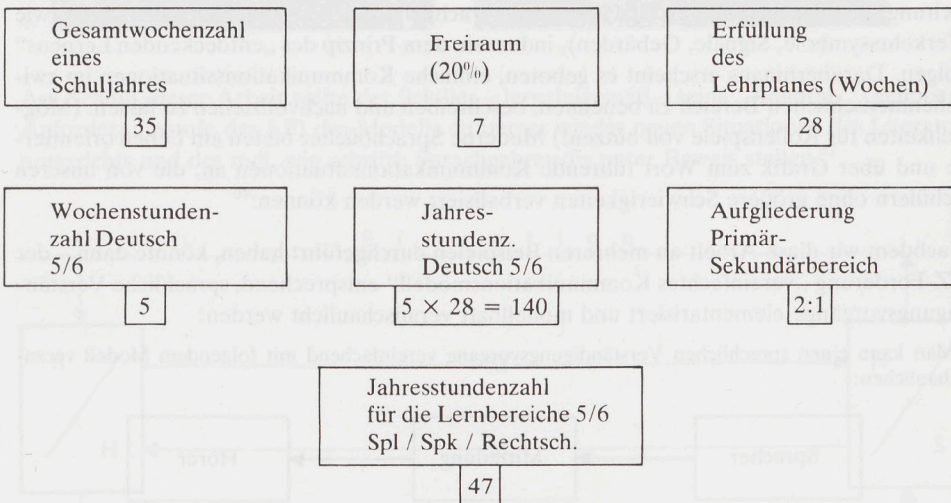 Gesamtwochenzahl
eines
Schuljahres
35
Freiraum
(20%)
7
Erfüllung
des
Lehrplanes (Wochen)
28
Wochenstunden-
zahl Deutsch
5/6
5
Jahres-
stundenz.
Deutsch 5/6
5 × 28 = 140
Aufgliederung
Primär-
Sekundärbereich
2:1
Jahresstundenzahl
für die Lernbereiche 5/6
Spl / Spk / Rechtsch.
47